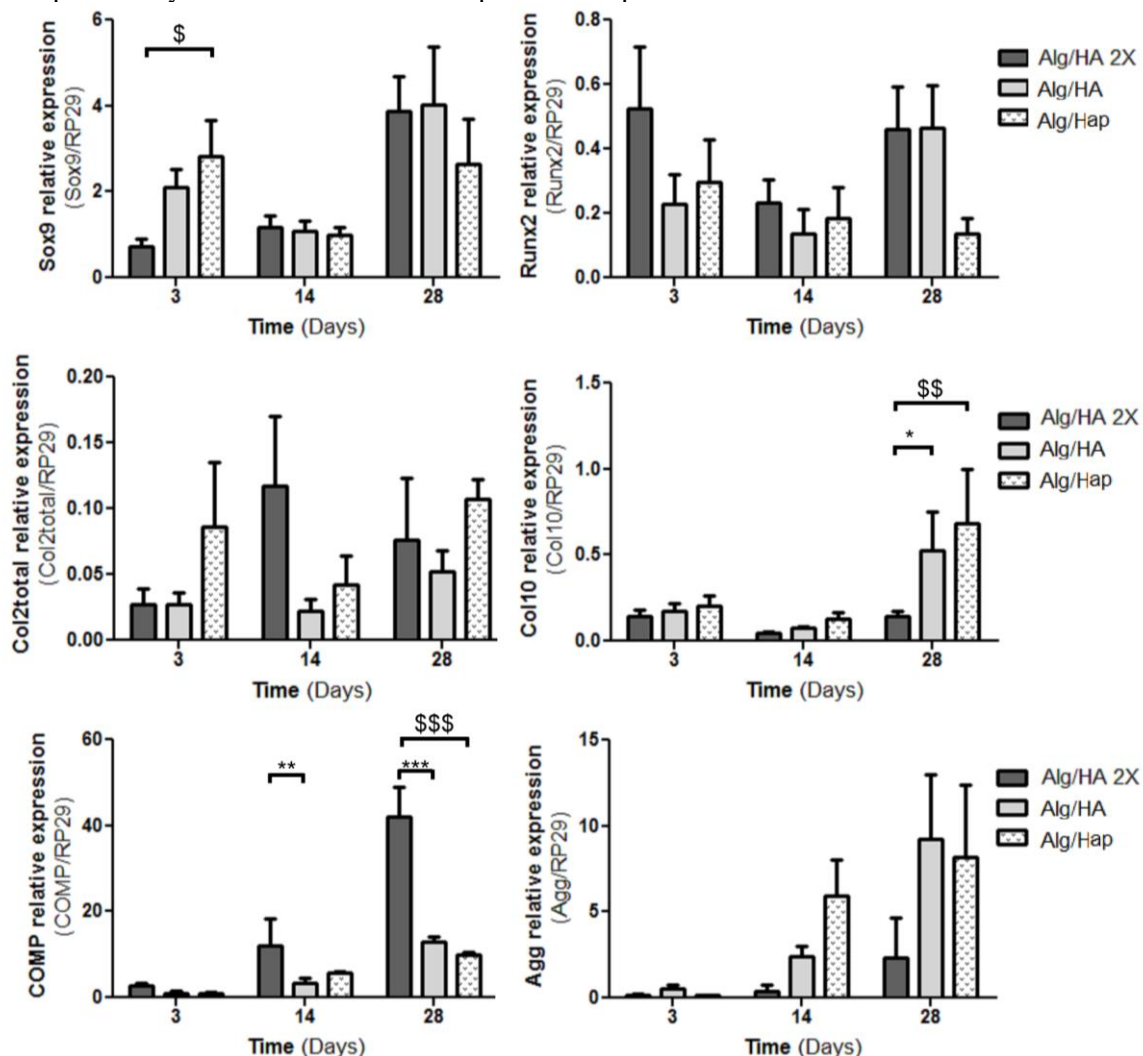 Sox9 relative expression
(Sox9/RP29)
6
4
2
0
$
3
14
28
Time (Days)
Runx2 relative expression
(Runx2/RP29)
0.8
0.6
0.4
0.2
0.0
3
14
28
Time (Days)
Alg/HA 2X
Alg/HA
Alg/Hap
Col2total relative expression
(Col2total/RP29)
0.20
0.15
0.10
0.05
0.00
3
14
28
Time (Days)
Col10 relative expression
(Col10/RP29)
1.5
1.0
0.5
0.0
$$
*
3
14
28
Time (Days)
Alg/HA 2X
Alg/HA
Alg/Hap
COMP relative expression
(COMP/RP29)
60
40
20
0
**
$$$
***
3
14
28
Time (Days)
Agg relative expression
(Agg/RP29)
15
10
5
0
3
14
28
Time (Days)
Alg/HA 2X
Alg/HA
Alg/Hap